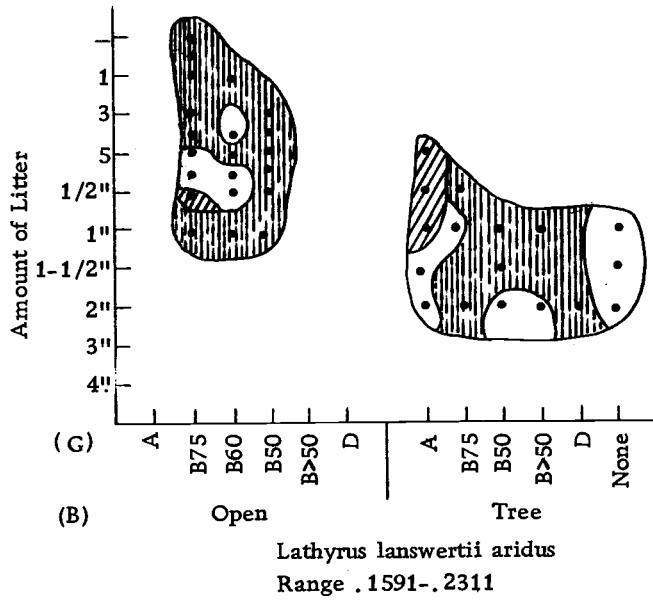 Amount of Litter
–
1
3
5
1/2"
1"
1-1/2"
2"
3"
4"
(G) A B75 B60 B50 B>50 D A B75 B50 B>50 D None
(B) Open Tree
Lathyrus lanswertii aridus
Range .1591-.2311